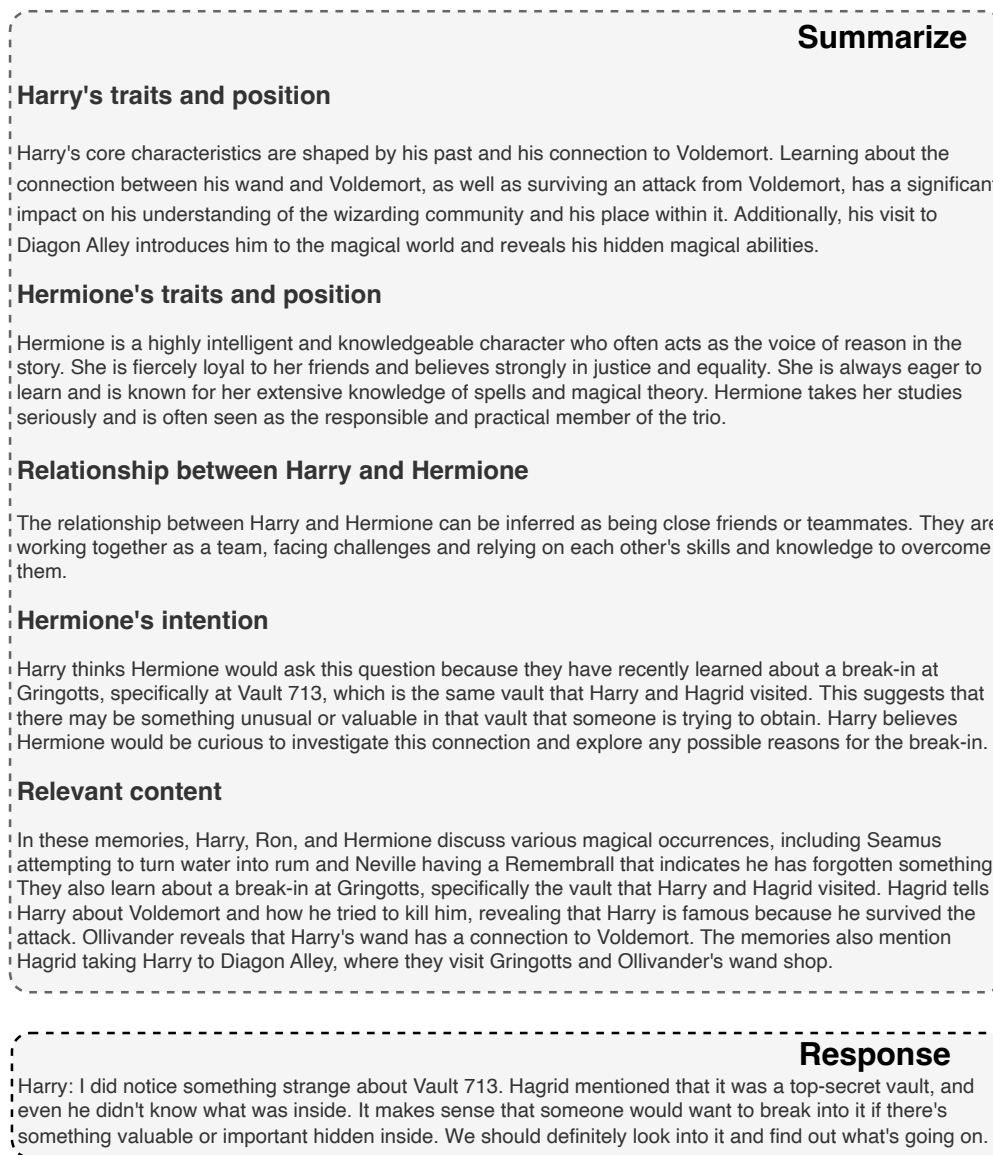 Summarize
Harry's traits and position
Harry's core characteristics are shaped by his past and his connection to Voldemort. Learning about the
connection between his wand and Voldemort, as well as surviving an attack from Voldemort, has a significant
impact on his understanding of the wizarding community and his place within it. Additionally, his visit to
Diagon Alley introduces him to the magical world and reveals his hidden magical abilities.
Hermione's traits and position
Hermione is a highly intelligent and knowledgeable character who often acts as the voice of reason in the
story. She is fiercely loyal to her friends and believes strongly in justice and equality. She is always eager to
learn and is known for her extensive knowledge of spells and magical theory. Hermione takes her studies
seriously and is often seen as the responsible and practical member of the trio.
Relationship between Harry and Hermione
The relationship between Harry and Hermione can be inferred as being close friends or teammates. They are
working together as a team, facing challenges and relying on each other's skills and knowledge to overcome
them.
Hermione's intention
Harry thinks Hermione would ask this question because they have recently learned about a break-in at
Gringotts, specifically at Vault 713, which is the same vault that Harry and Hagrid visited. This suggests that
there may be something unusual or valuable in that vault that someone is trying to obtain. Harry believes
Hermione would be curious to investigate this connection and explore any possible reasons for the break-in.
Relevant content
In these memories, Harry, Ron, and Hermione discuss various magical occurrences, including Seamus
attempting to turn water into rum and Neville having a Remembrall that indicates he has forgotten something
They also learn about a break-in at Gringotts, specifically the vault that Harry and Hagrid visited. Hagrid tells
Harry about Voldemort and how he tried to kill him, revealing that Harry is famous because he survived the
attack. Ollivander reveals that Harry's wand has a connection to Voldemort. The memories also mention
Hagrid taking Harry to Diagon Alley, where they visit Gringotts and Ollivander's wand shop.
Response
Harry: I did notice something strange about Vault 713. Hagrid mentioned that it was a top-secret vault, and
even he didn't know what was inside. It makes sense that someone would want to break into it if there's
something valuable or important hidden inside. We should definitely look into it and find out what's going on.